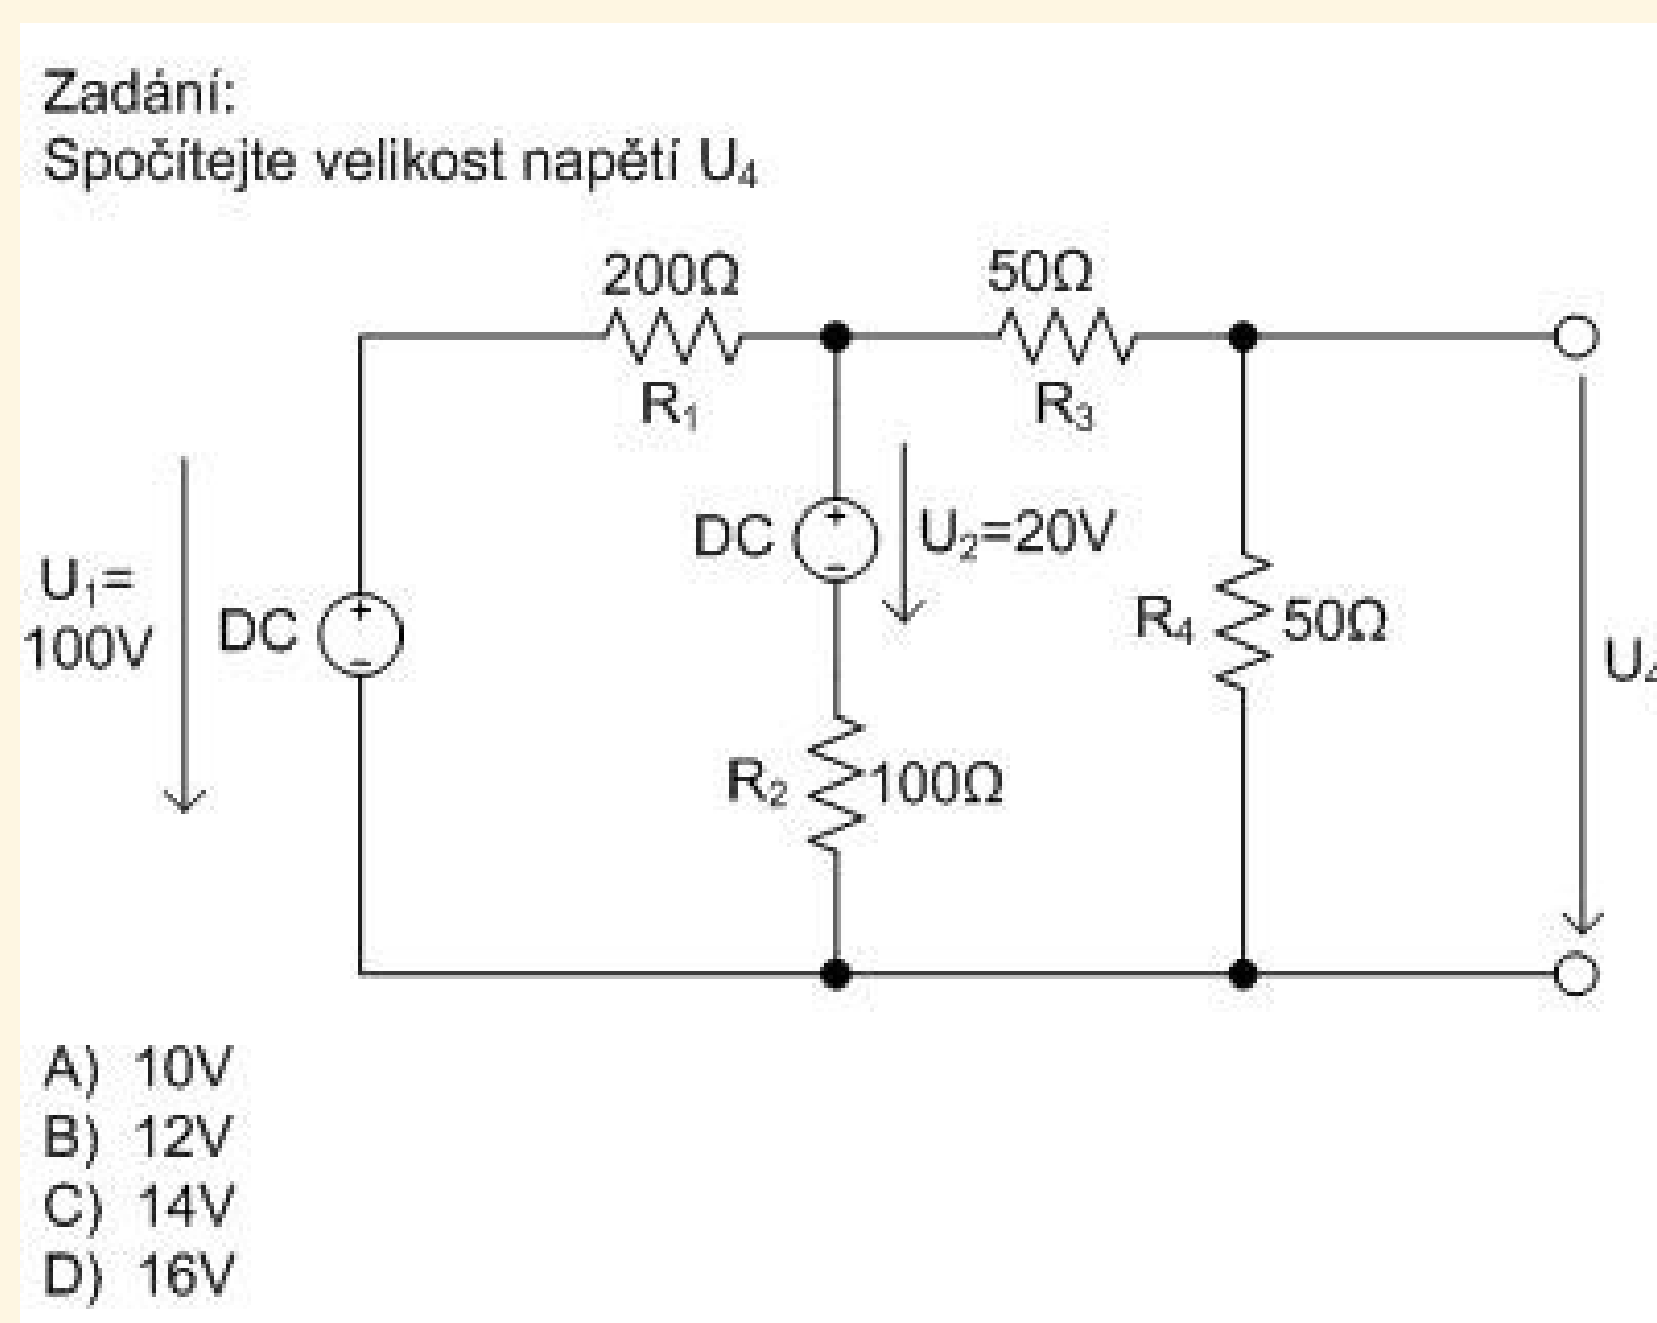 Zadání:
Spočítejte velikost napětí U₄
200Ω
50Ω
R₁
R₃
DC
U₂=20V
U₁=
100V
DC
R₄
50Ω
U₄
R₂
100Ω
A) 10V
B) 12V
C) 14V
D) 16V